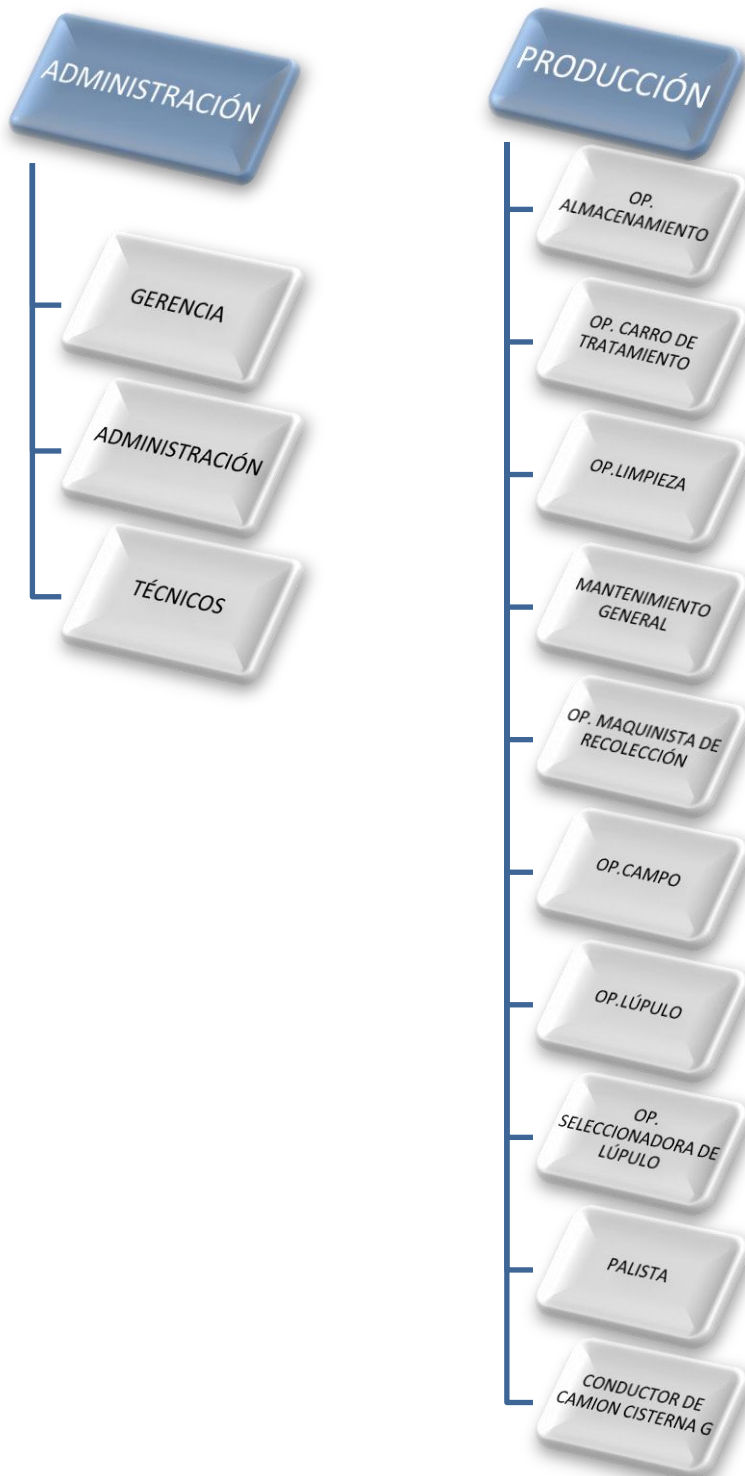 ADMINISTRACIÓN
GERENCIA
ADMINISTRACIÓN
TÉCNICOS
PRODUCCIÓN
OP.
ALMACENAMIENTO
OP. CARRO DE
TRATAMIENTO
OP.LIMPIEZA
MANTENIMIENTO
GENERAL
OP. MAQUINISTA DE
RECOLECCIÓN
OP.CAMPO
OP.LÚPULO
OP.
SELECCIONADORA DE
LÚPULO
PALISTA
CONDUCTOR DE
CAMION CISTERNA G